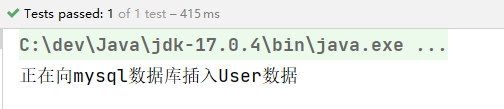 Tests passed: 1 of 1 test – 415 ms
C:\dev\Java\jdk-17.0.4\bin\java.exe ...
正在向mysql数据库插入User数据